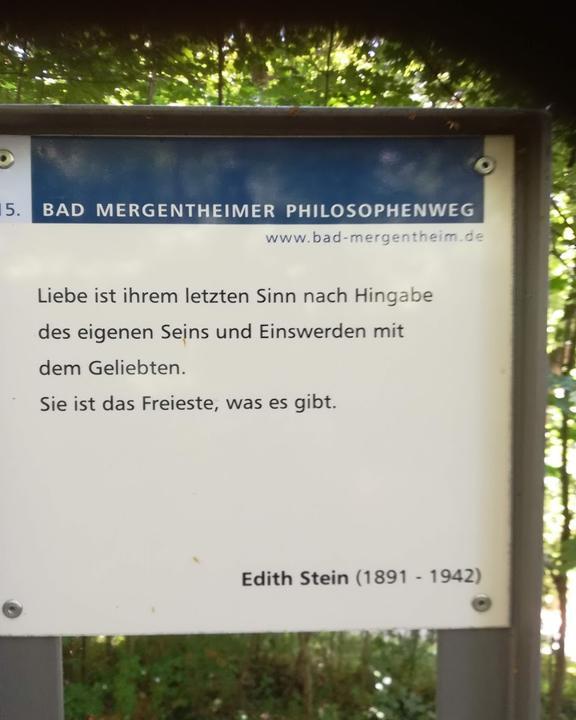 15. BAD MERGENTHEIMER PHILOSOPHENWEG
www.bad-mergentheim.de
Liebe ist ihrem letzten Sinn nach Hingabe
des eigenen Seins und Einswerden mit
dem Geliebten.
Sie ist das Freieste, was es gibt.
Edith Stein (1891 - 1942)